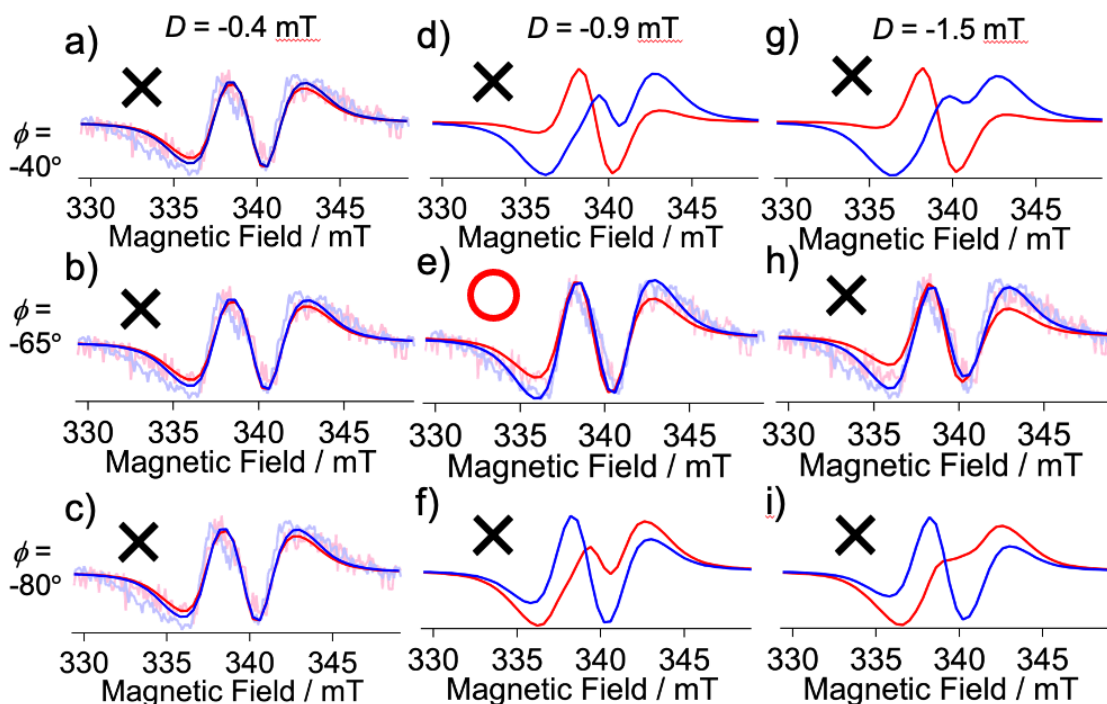 D = -0.4 mT
D = -0.9 mT
D = -1.5 mT
a)
d)
g)
ϕ =
-40°
330 335 340 345
330 335 340 345
330 335 340 345
Magnetic Field / mT
Magnetic Field / mT
Magnetic Field / mT
b)
e)
h)
ϕ =
-65°
330 335 340 345
330 335 340 345
330 335 340 345
Magnetic Field / mT
Magnetic Field / mT
Magnetic Field / mT
c)
f)
i)
ϕ =
-80°
330 335 340 345
330 335 340 345
330 335 340 345
Magnetic Field / mT
Magnetic Field / mT
Magnetic Field / mT